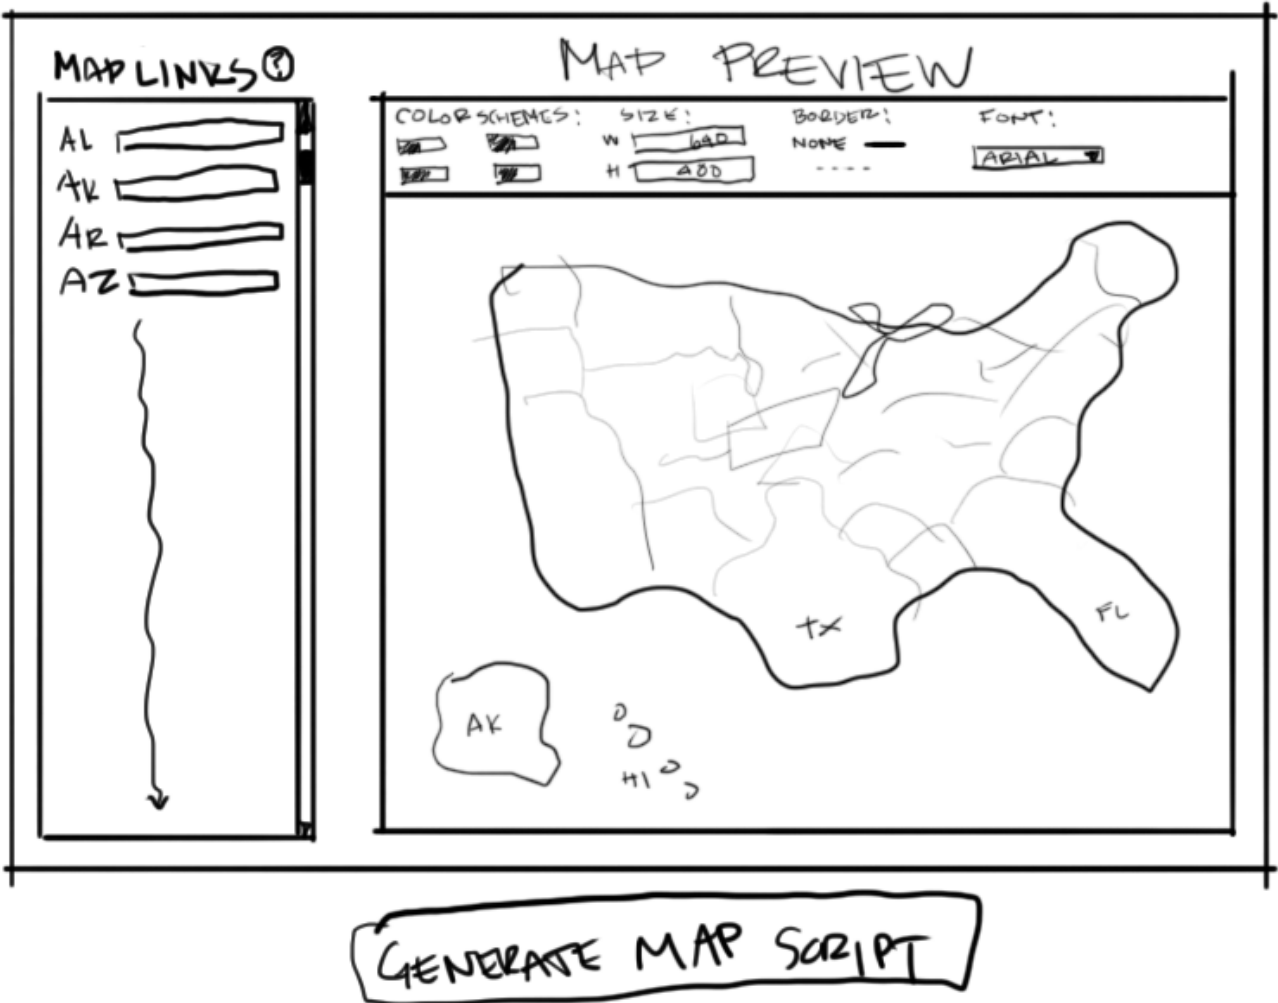 MAP LINKS ?
AL
AK
AR
AZ
MAP PREVIEW
COLOR SCHEMES: SIZE: BORDER: FONT:
W 640 NONE
H 400 ARIAL
TX
FL
AK
HI
GENERATE MAP SCRIPT